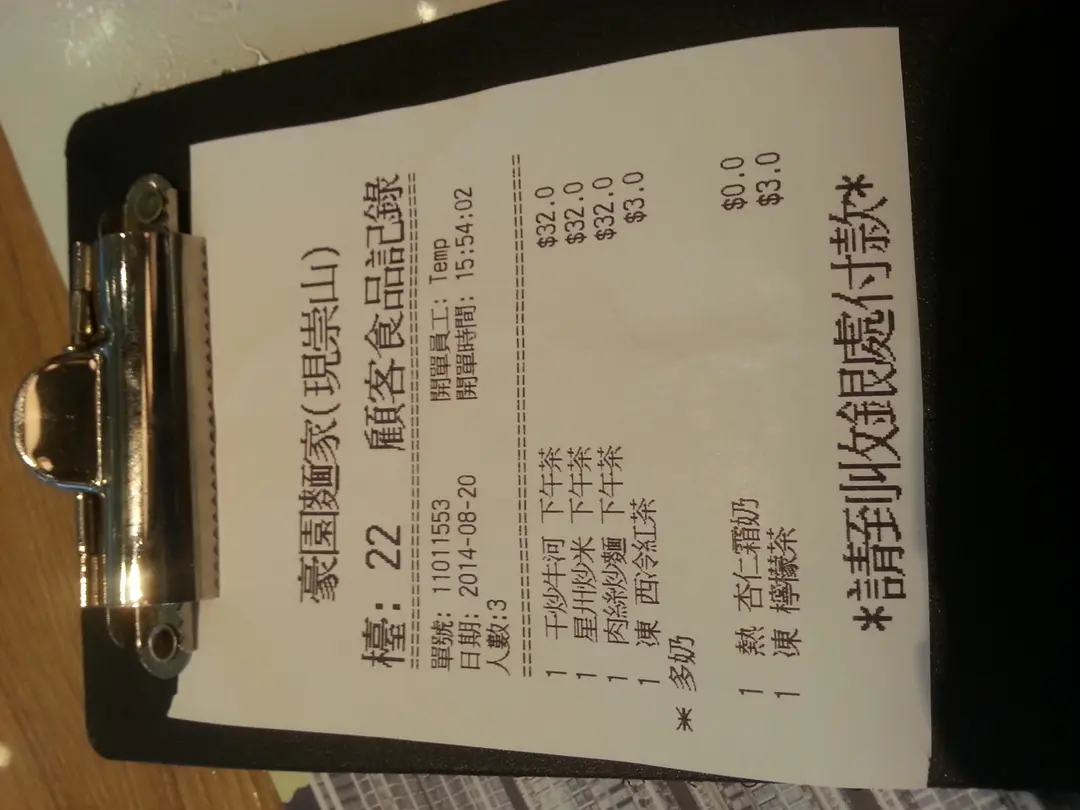 豪園麵家(現崇山)
檯: 22 顧客食品記錄
單號: 11011553 開單員工: Temp
日期: 2014-08-20 開單時間: 15:54:02
人數:3
1 干炒牛河 下午茶 $32.0
1 星州炒米 下午茶 $32.0
1 肉絲炒麵 下午茶 $32.0
1 凍 西冷紅茶 $3.0
* 多奶
1 熱 杏仁霜奶 $0.0
1 凍 檸檬茶 $3.0
*請到收銀處付款*